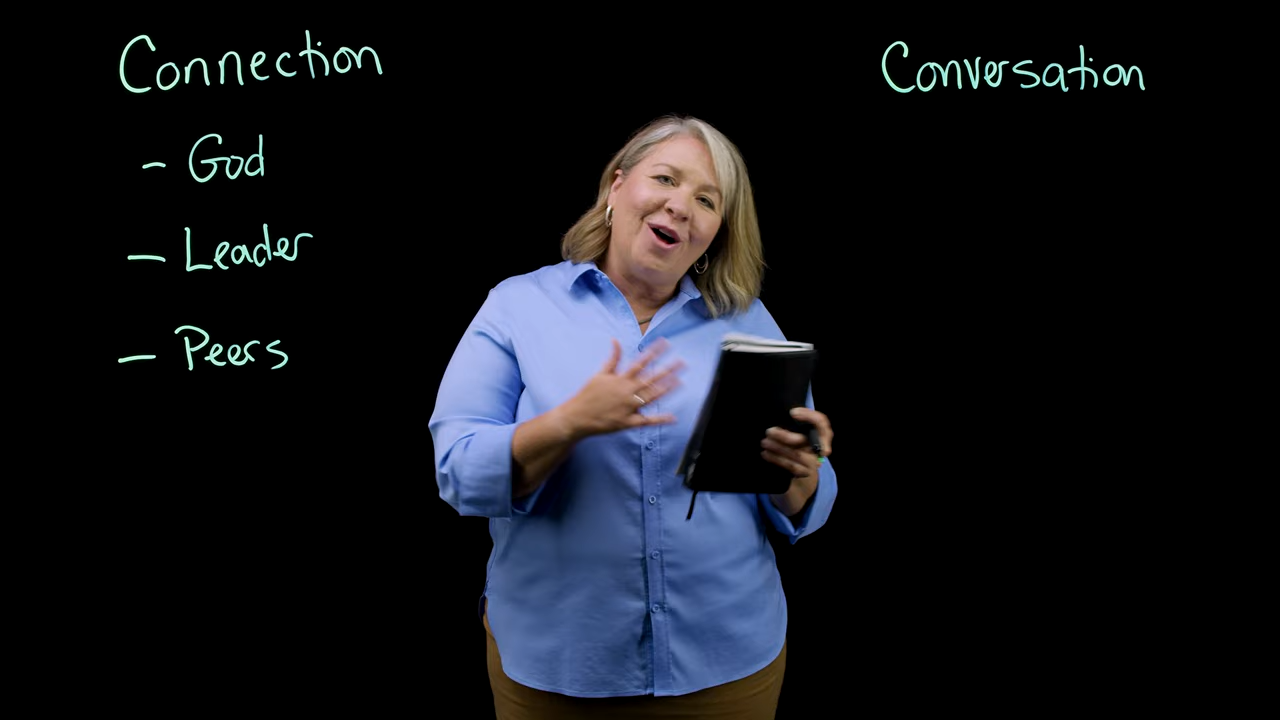 Connection
– God
– Leader
– Peers
Conversation